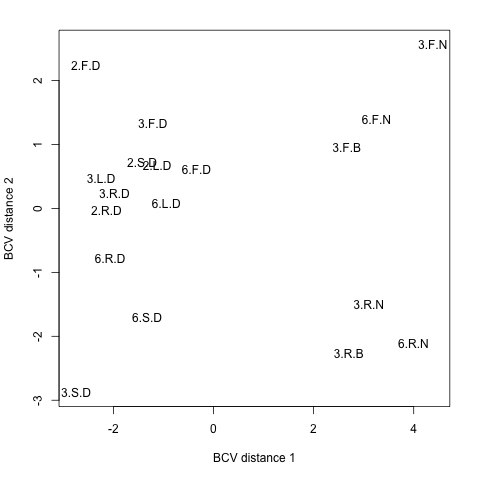 3.F.N
2.F.D
2
6.F.N
3.F.D
1
3.F.B
2.S.D
2.L.D
6.F.D
3.L.D
3.R.D
6.L.D
0
2.R.D
BCV distance 2
6.R.D
-1
3.R.N
6.S.D
-2
6.R.N
3.R.B
3.S.D
-3
-2 0 2 4
BCV distance 1